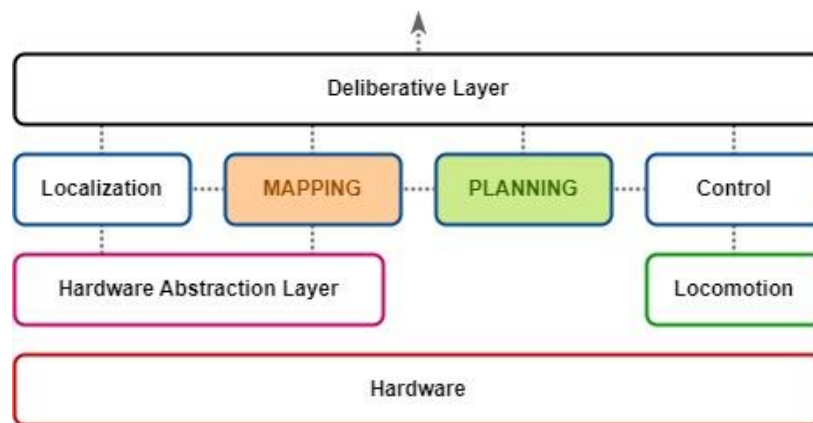 Deliberative Layer
Localization
MAPPING
PLANNING
Control
Hardware Abstraction Layer
Locomotion
Hardware